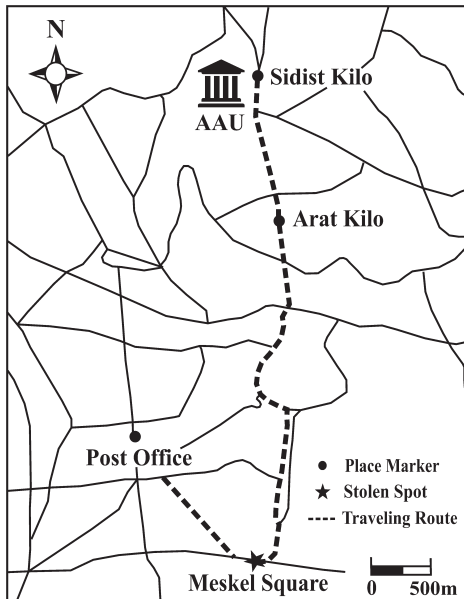 N
Sidist Kilo
AAU
Arat Kilo
Post Office
Place Marker
Stolen Spot
Traveling Route
Meskel Square
0 500m